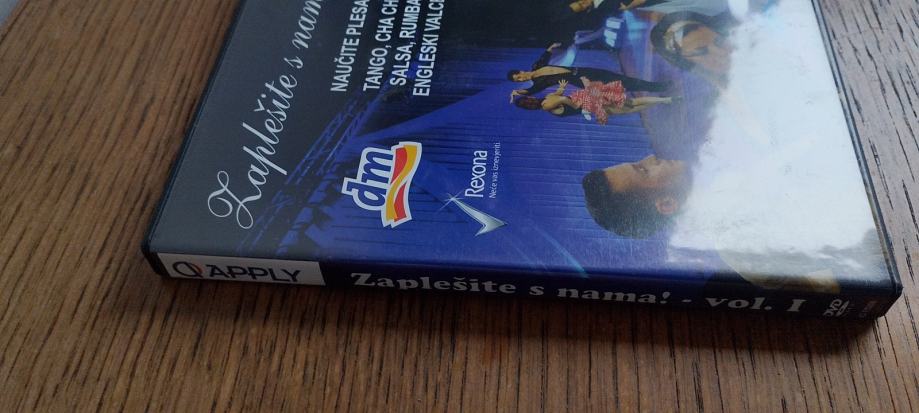 Zaplešite s nam
NAUČITE PLESA
TANGO, CHA CH
SALSA, RUMBA
ENGLESKI VALC
dm
Rexona
Neće vas iznevjeriti.
APPLY
Zaplešite s nama! - vol. I
DVD